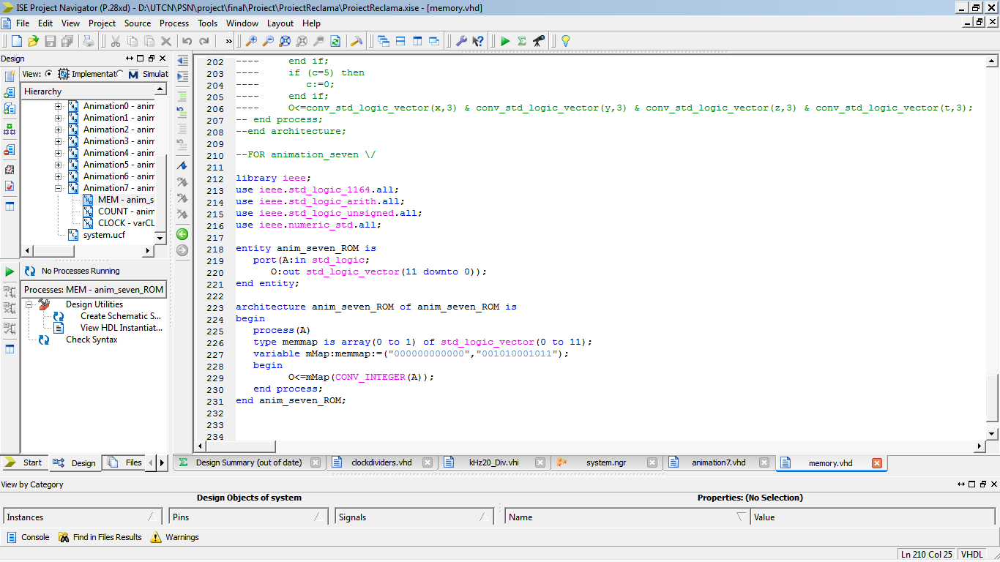 ISE Project Navigator (P.28xd) - D:\UTCN\PSN\project\final\Proiect\ProiectReclama\ProiectReclama.xise - [memory.vhd]
File Edit View Project Source Process Tools Window Layout Help
Design
View: Implementat Simulat
Hierarchy
Animation0 - anim
Animation1 - anim
Animation2 - anim
Animation3 - anim
Animation4 - anim
Animation5 - anim
Animation6 - anim
Animation7 - anim
MEM - anim_s
COUNT - anim
CLOCK - varCL
system.ucf
No Processes Running
Processes: MEM - anim_seven_ROM
Design Utilities
Create Schematic S...
View HDL Instantiat...
Check Syntax
Start Design Files
202 ---- end if;
203 ---- if (c=5) then
204 ---- c:=0;
205 ---- end if;
206 ---- O<=conv_std_logic_vector(x,3) & conv_std_logic_vector(y,3) & conv_std_logic_vector(z,3) & conv_std_logic_vector(t,3);
207 -- end process;
208 --end architecture;
209
210 --FOR animation_seven \/
211
212 library ieee;
213 use ieee.std_logic_1164.all;
214 use ieee.std_logic_arith.all;
215 use ieee.std_logic_unsigned.all;
216 use ieee.numeric_std.all;
217
218 entity anim_seven_ROM is
219 port(A:in std_logic;
220 O:out std_logic_vector(11 downto 0));
221 end entity;
222
223 architecture anim_seven_ROM of anim_seven_ROM is
224 begin
225 process(A)
226 type memmap is array(0 to 1) of std_logic_vector(0 to 11);
227 variable mMap:memmap:=("000000000000","001010001011");
228 begin
229 O<=mMap(CONV_INTEGER(A));
230 end process;
231 end anim_seven_ROM;
232
233
234
Design Summary (out of date) clockdividers.vhd kHz20_Div.vhi system.ngr animation7.vhd memory.vhd
View by Category
Design Objects of system Properties: (No Selection)
Instances Pins Signals Name Value
Console Find in Files Results Warnings
Ln 210 Col 25 VHDL